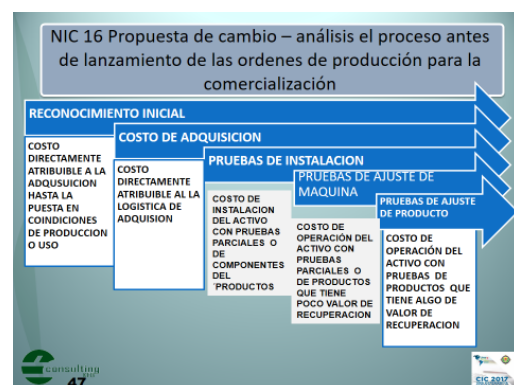 NIC 16 Propuesta de cambio – análisis el proceso antes
de lanzamiento de las ordenes de producción para la
comercialización
RECONOCIMIENTO INICIAL
COSTO
DIRECTAMENTE
ATRIBUIBLE A LA
ADQUSUICION
HASTA LA
PUESTA EN
COINDICIONES
DE PRODUCCION
O USO
COSTO DE ADQUISICION
COSTO
DIRECTAMENTE
ATRIBUIBLE AL LA
LOGISTICA DE
ADQUISION
PRUEBAS DE INSTALACION
COSTO DE
INSTALACION
DEL ACTIVO
CON PRUEBAS
PARCIALES O
DE
COMPONENTES
DEL
´PRODUCTOS
PRUEBAS DE AJUSTE DE
MAQUINA
COSTO DE
OPERACIÓN DEL
ACTIVO CON
PRUEBAS
PARCIALES O
DE PRODUCTOS
QUE TIENE
POCO VALOR DE
RECUPERACION
PRUEBAS DE AJUSTE
DE PRODUCTO
COSTO DE
OPERACIÓN DEL
ACTIVO CON
PRUEBAS DE
PRODUCTOS QUE
TIENE ALGO DE
VALOR DE
RECUPERACION
consulting
47
CIC 2017